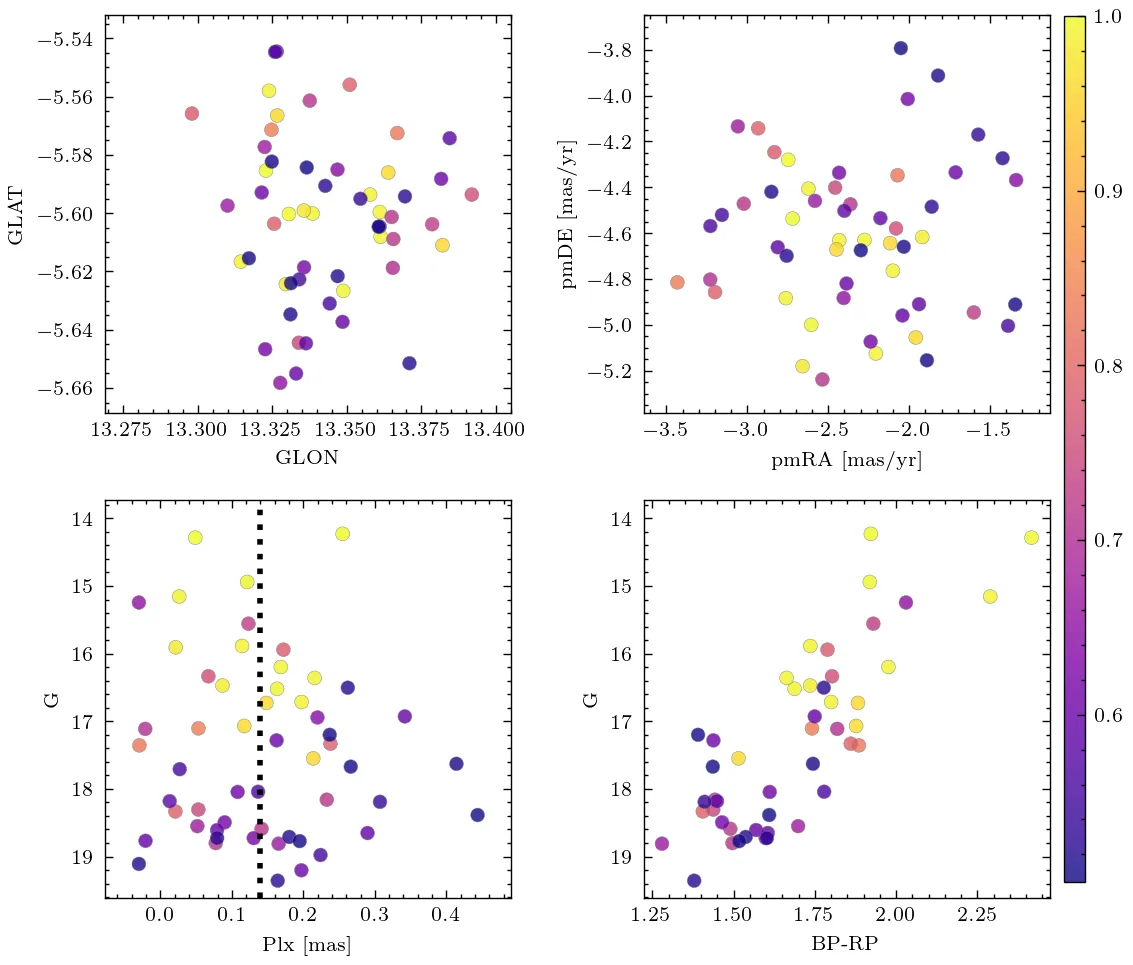 −5.54
−5.56
−5.58
−5.60
−5.62
−5.64
−5.66
GLAT
13.275 13.300 13.325 13.350 13.375 13.400
GLON
−3.8
−4.0
−4.2
−4.4
−4.6
−4.8
−5.0
−5.2
pmDE [mas/yr]
−3.5 −3.0 −2.5 −2.0 −1.5
pmRA [mas/yr]
1.0
0.9
0.8
0.7
0.6
14
15
16
17
18
19
G
0.0 0.1 0.2 0.3 0.4
Plx [mas]
14
15
16
17
18
19
G
1.25 1.50 1.75 2.00 2.25
BP-RP